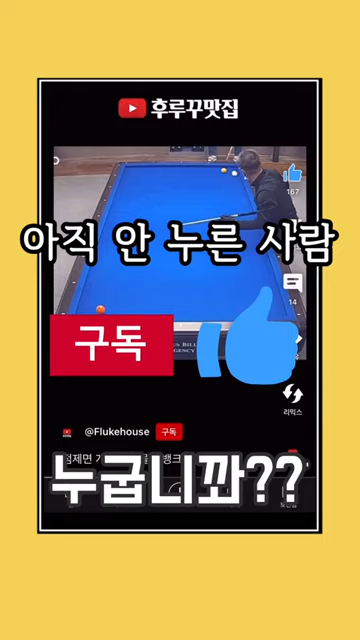 후루꾸맛집
167
아직 안 누른 사람
14
구독
리믹스
@Flukehouse 구독
누굽니꽈??